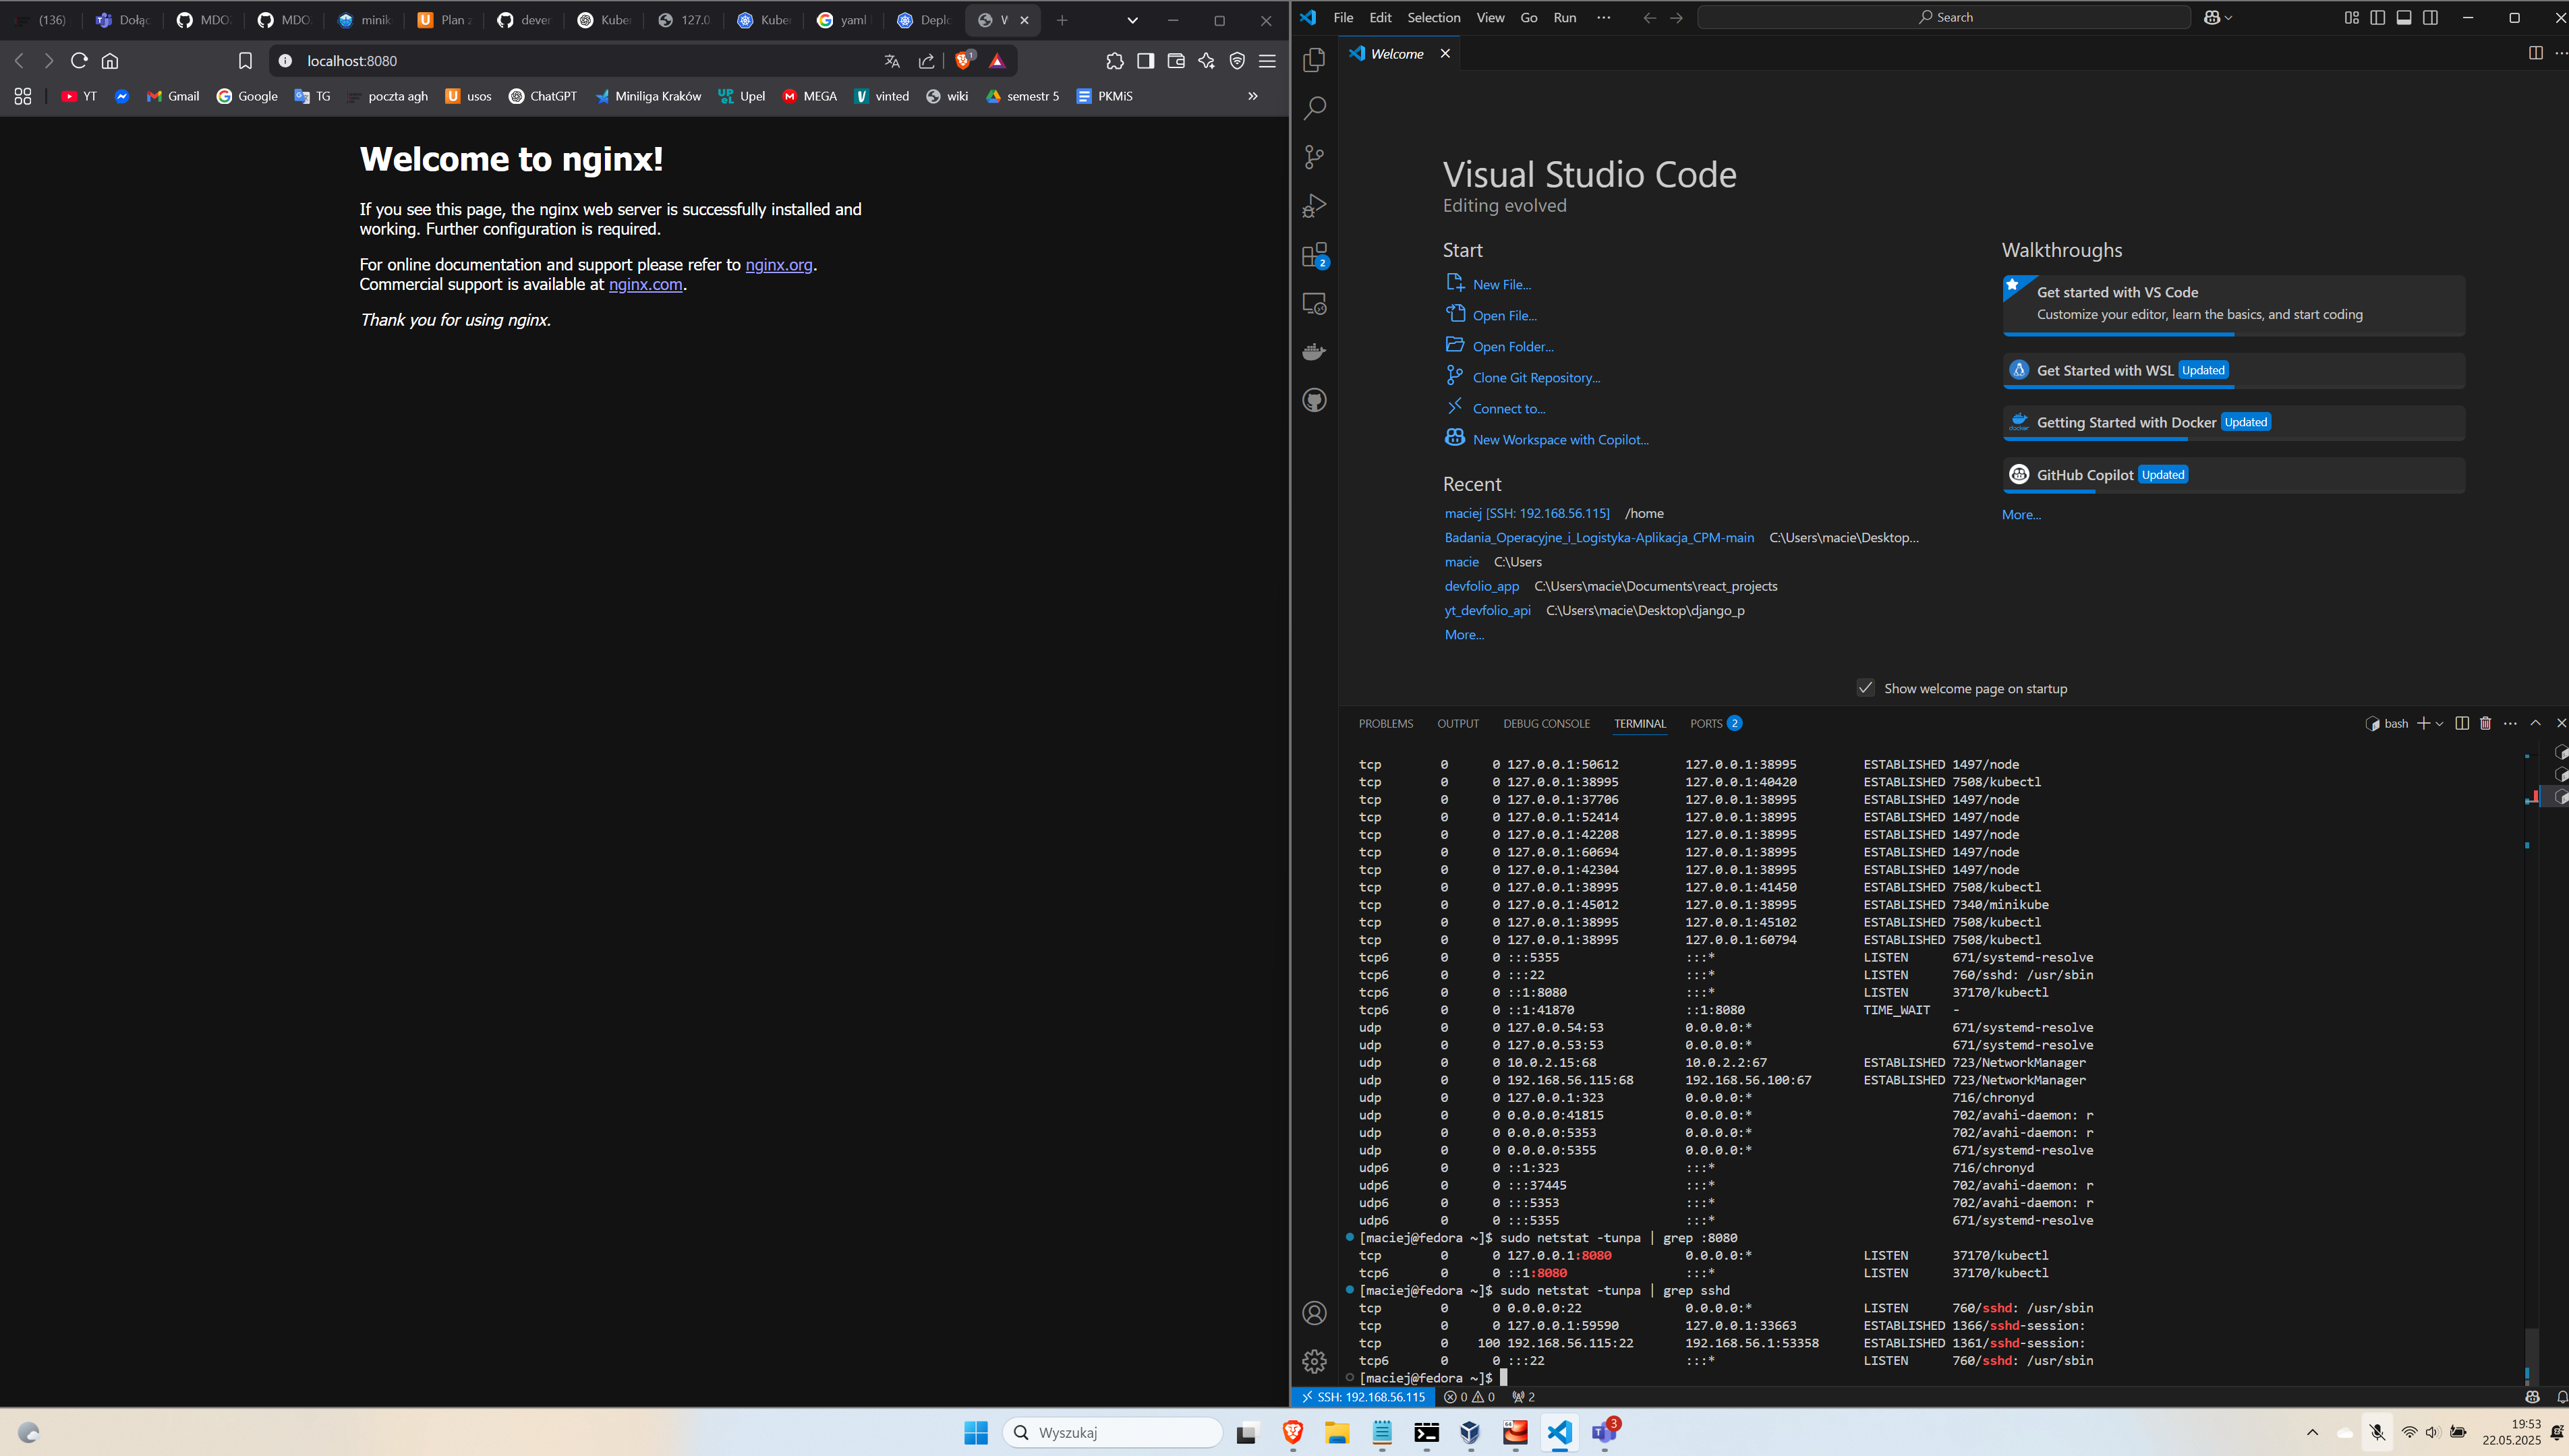 (136)
Dołąc
MDO
MDO
minik
Plan z
dever
Kuber
127.0
Kuber
yaml
Deplo
W
localhost:8080
YT
Gmail
Google
TG
poczta agh
usos
ChatGPT
Miniliga Kraków
Upel
MEGA
vinted
wiki
semestr 5
PKMiS
»
Welcome to nginx!
If you see this page, the nginx web server is successfully installed and
working. Further configuration is required.
For online documentation and support please refer to nginx.org.
Commercial support is available at nginx.com.
Thank you for using nginx.
File Edit Selection View Go Run ···
Search
Welcome
Visual Studio Code
Editing evolved
Start
New File...
Open File...
Open Folder...
Clone Git Repository...
Connect to...
New Workspace with Copilot...
Recent
maciej [SSH: 192.168.56.115] /home
Badania_Operacyjne_i_Logistyka-Aplikacja_CPM-main C:\Users\macie\Desktop...
macie C:\Users
devfolio_app C:\Users\macie\Documents\react_projects
yt_devfolio_api C:\Users\macie\Desktop\django_p
More...
Walkthroughs
Get started with VS Code
Customize your editor, learn the basics, and start coding
Get Started with WSL Updated
Getting Started with Docker Updated
GitHub Copilot Updated
More...
Show welcome page on startup
2
PROBLEMS OUTPUT DEBUG CONSOLE TERMINAL PORTS 2
bash
tcp 0 0 127.0.0.1:50612 127.0.0.1:38995 ESTABLISHED 1497/node
tcp 0 0 127.0.0.1:38995 127.0.0.1:40420 ESTABLISHED 7508/kubectl
tcp 0 0 127.0.0.1:37706 127.0.0.1:38995 ESTABLISHED 1497/node
tcp 0 0 127.0.0.1:52414 127.0.0.1:38995 ESTABLISHED 1497/node
tcp 0 0 127.0.0.1:42208 127.0.0.1:38995 ESTABLISHED 1497/node
tcp 0 0 127.0.0.1:60694 127.0.0.1:38995 ESTABLISHED 1497/node
tcp 0 0 127.0.0.1:42304 127.0.0.1:38995 ESTABLISHED 1497/node
tcp 0 0 127.0.0.1:38995 127.0.0.1:41450 ESTABLISHED 7508/kubectl
tcp 0 0 127.0.0.1:45012 127.0.0.1:38995 ESTABLISHED 7340/minikube
tcp 0 0 127.0.0.1:38995 127.0.0.1:45102 ESTABLISHED 7508/kubectl
tcp 0 0 127.0.0.1:38995 127.0.0.1:60794 ESTABLISHED 7508/kubectl
tcp6 0 0 :::5355 :::* LISTEN 671/systemd-resolve
tcp6 0 0 :::22 :::* LISTEN 760/sshd: /usr/sbin
tcp6 0 0 ::1:8080 :::* LISTEN 37170/kubectl
tcp6 0 0 ::1:41870 ::1:8080 TIME_WAIT -
udp 0 0 127.0.0.54:53 0.0.0.0:* 671/systemd-resolve
udp 0 0 127.0.0.53:53 0.0.0.0:* 671/systemd-resolve
udp 0 0 10.0.2.15:68 10.0.2.2:67 ESTABLISHED 723/NetworkManager
udp 0 0 192.168.56.115:68 192.168.56.100:67 ESTABLISHED 723/NetworkManager
udp 0 0 127.0.0.1:323 0.0.0.0:* 716/chronyd
udp 0 0 0.0.0.0:41815 0.0.0.0:* 702/avahi-daemon: r
udp 0 0 0.0.0.0:5353 0.0.0.0:* 702/avahi-daemon: r
udp 0 0 0.0.0.0:5355 0.0.0.0:* 671/systemd-resolve
udp6 0 0 ::1:323 :::* 716/chronyd
udp6 0 0 :::37445 :::* 702/avahi-daemon: r
udp6 0 0 :::5353 :::* 702/avahi-daemon: r
udp6 0 0 :::5355 :::* 671/systemd-resolve
[maciej@fedora ~]$ sudo netstat -tunpa | grep :8080
tcp 0 0 127.0.0.1:8080 0.0.0.0:* LISTEN 37170/kubectl
tcp6 0 0 ::1:8080 :::* LISTEN 37170/kubectl
[maciej@fedora ~]$ sudo netstat -tunpa | grep sshd
tcp 0 0 0.0.0.0:22 0.0.0.0:* LISTEN 760/sshd: /usr/sbin
tcp 0 0 127.0.0.1:59590 127.0.0.1:33663 ESTABLISHED 1366/sshd-session:
tcp 0 100 192.168.56.115:22 192.168.56.1:53358 ESTABLISHED 1361/sshd-session:
tcp6 0 0 :::22 :::* LISTEN 760/sshd: /usr/sbin
[maciej@fedora ~]$
SSH: 192.168.56.115 0 0 2
Wyszukaj
3
19:53
22.05.2025